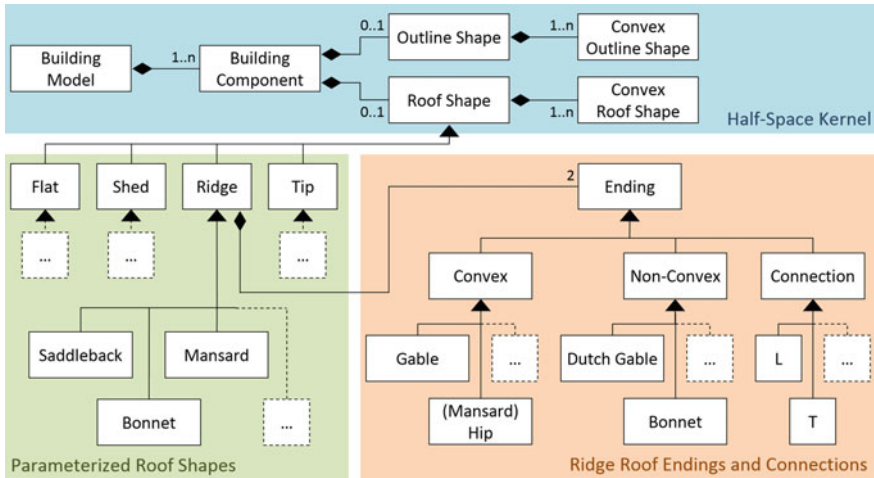 0..1
Outline Shape
1..n
Convex
Outline Shape
Building
Model
1..n
Building
Component
Roof Shape
0..1
Convex
Roof Shape
1..n
Half-Space Kernel
Flat
Shed
Ridge
Tip
2
Ending
...
...
...
Convex
Non-Convex
Connection
Saddleback
Mansard
Gable
...
Dutch Gable
...
L
...
Bonnet
...
(Mansard)
Hip
Bonnet
T
Parameterized Roof Shapes
Ridge Roof Endings and Connections